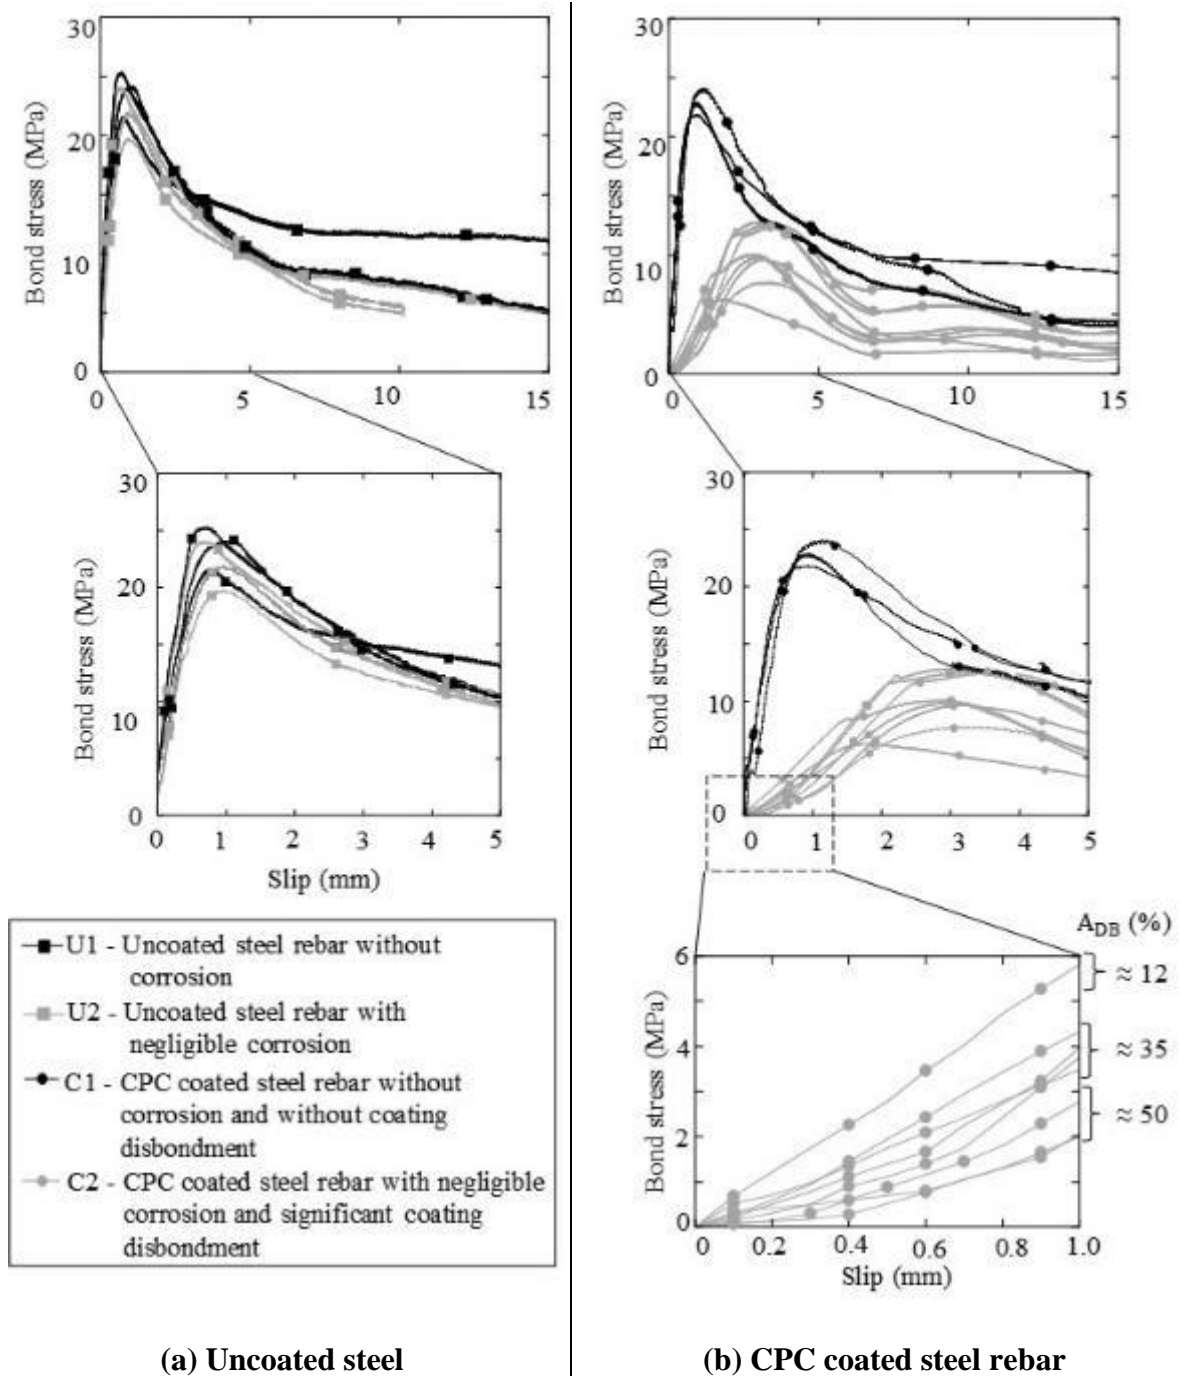 30
20
10
0
Bond stress (MPa)
0
5
10
15
30
20
10
0
Bond stress (MPa)
0
1
2
3
4
5
Slip (mm)
U1 - Uncoated steel rebar without
corrosion
U2 - Uncoated steel rebar with
negligible corrosion
C1 - CPC coated steel rebar without
corrosion and without coating
disbondment
C2 - CPC coated steel rebar with negligible
corrosion and significant coating
disbondment
(a) Uncoated steel
30
20
10
0
Bond stress (MPa)
0
5
10
15
30
20
10
0
Bond stress (MPa)
0
1
2
3
4
5
A_DB (%)
6
4
2
0
Bond stress (MPa)
≈ 12
≈ 35
≈ 50
0
0.2
0.4
0.6
0.8
1.0
Slip (mm)
(b) CPC coated steel rebar